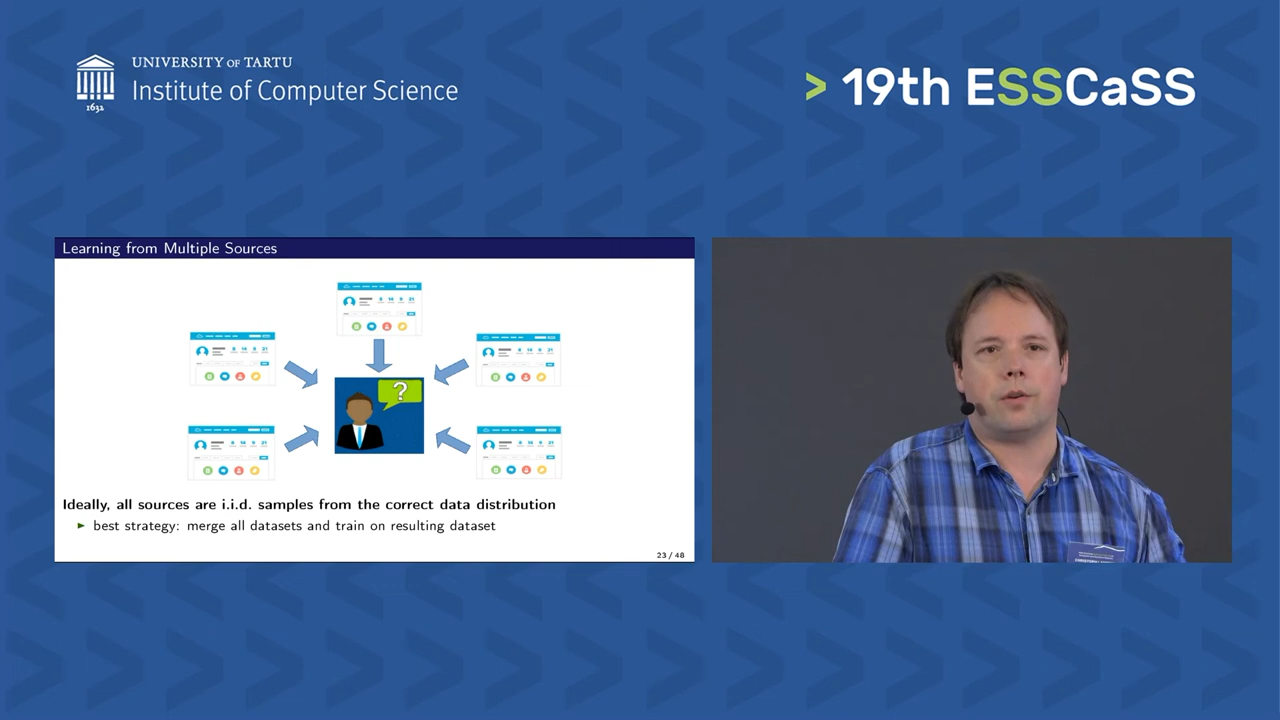 UNIVERSITY OF TARTU
Institute of Computer Science
1632
> 19th ESSCaSS
Learning from Multiple Sources
?
Ideally, all sources are i.i.d. samples from the correct data distribution
▶ best strategy: merge all datasets and train on resulting dataset
23 / 48